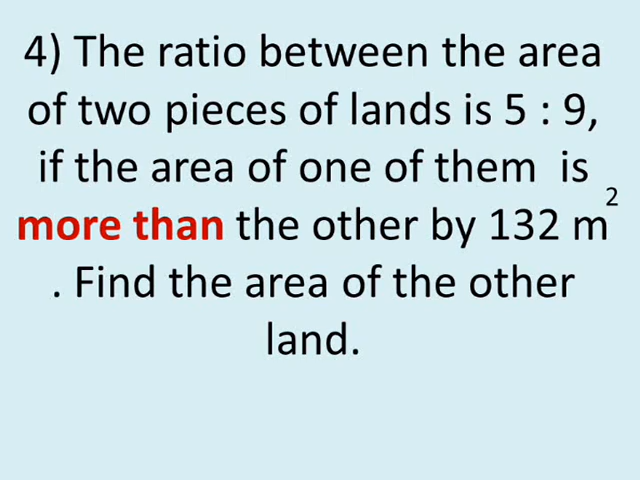 4) The ratio between the area
of two pieces of lands is 5 : 9,
if the area of one of them is
more than the other by 132 m²
. Find the area of the other
land.